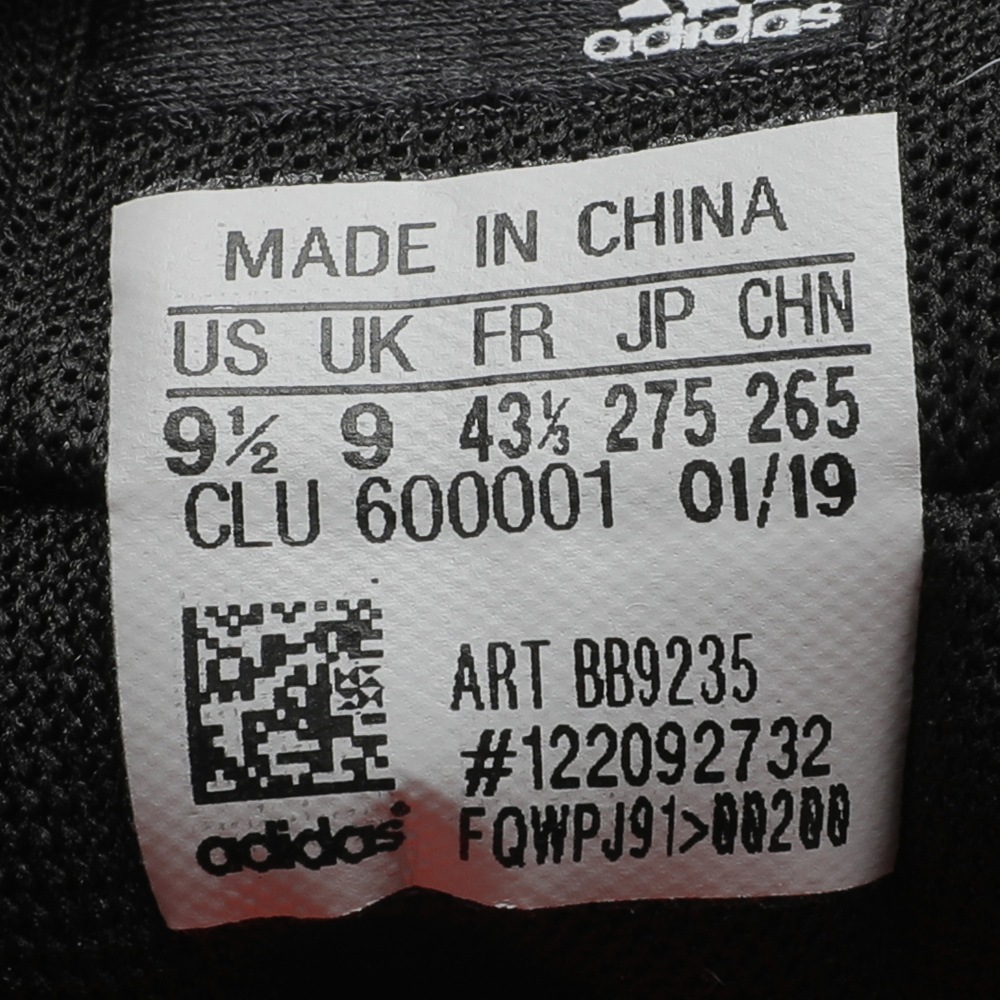 adidas
MADE IN CHINA
US UK FR JP CHN
9½ 9 43⅓ 275 265
CLU 600001 01/19
ART BB9235
#122092732
FQWPJ91>00200
adidas